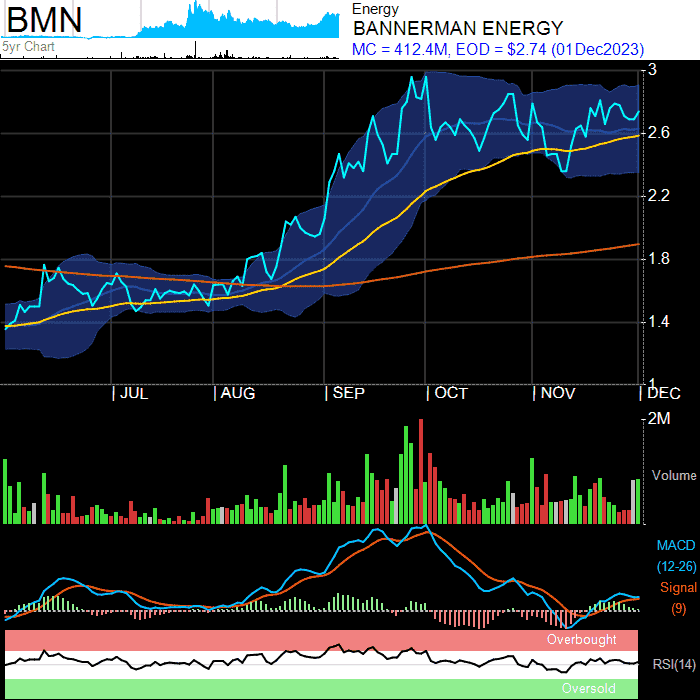 BMN
5yr Chart
Energy
BANNERMAN ENERGY
MC = 412.4M, EOD = $2.74 (01Dec2023)
3
2.6
2.2
1.8
1.4
1
JUL AUG SEP OCT NOV DEC
2M
Volume
MACD
(12-26)
Signal
(9)
Overbought
RSI(14)
Oversold